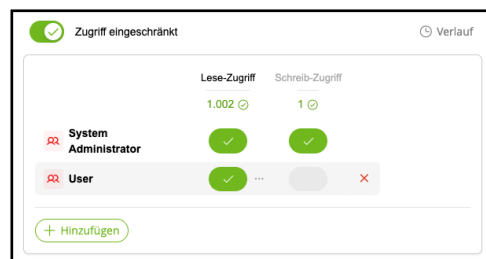 Zugriff eingeschränkt
Verlauf
Lese-Zugriff Schreib-Zugriff
1.002 1
System
Administrator
User
...
+ Hinzufügen